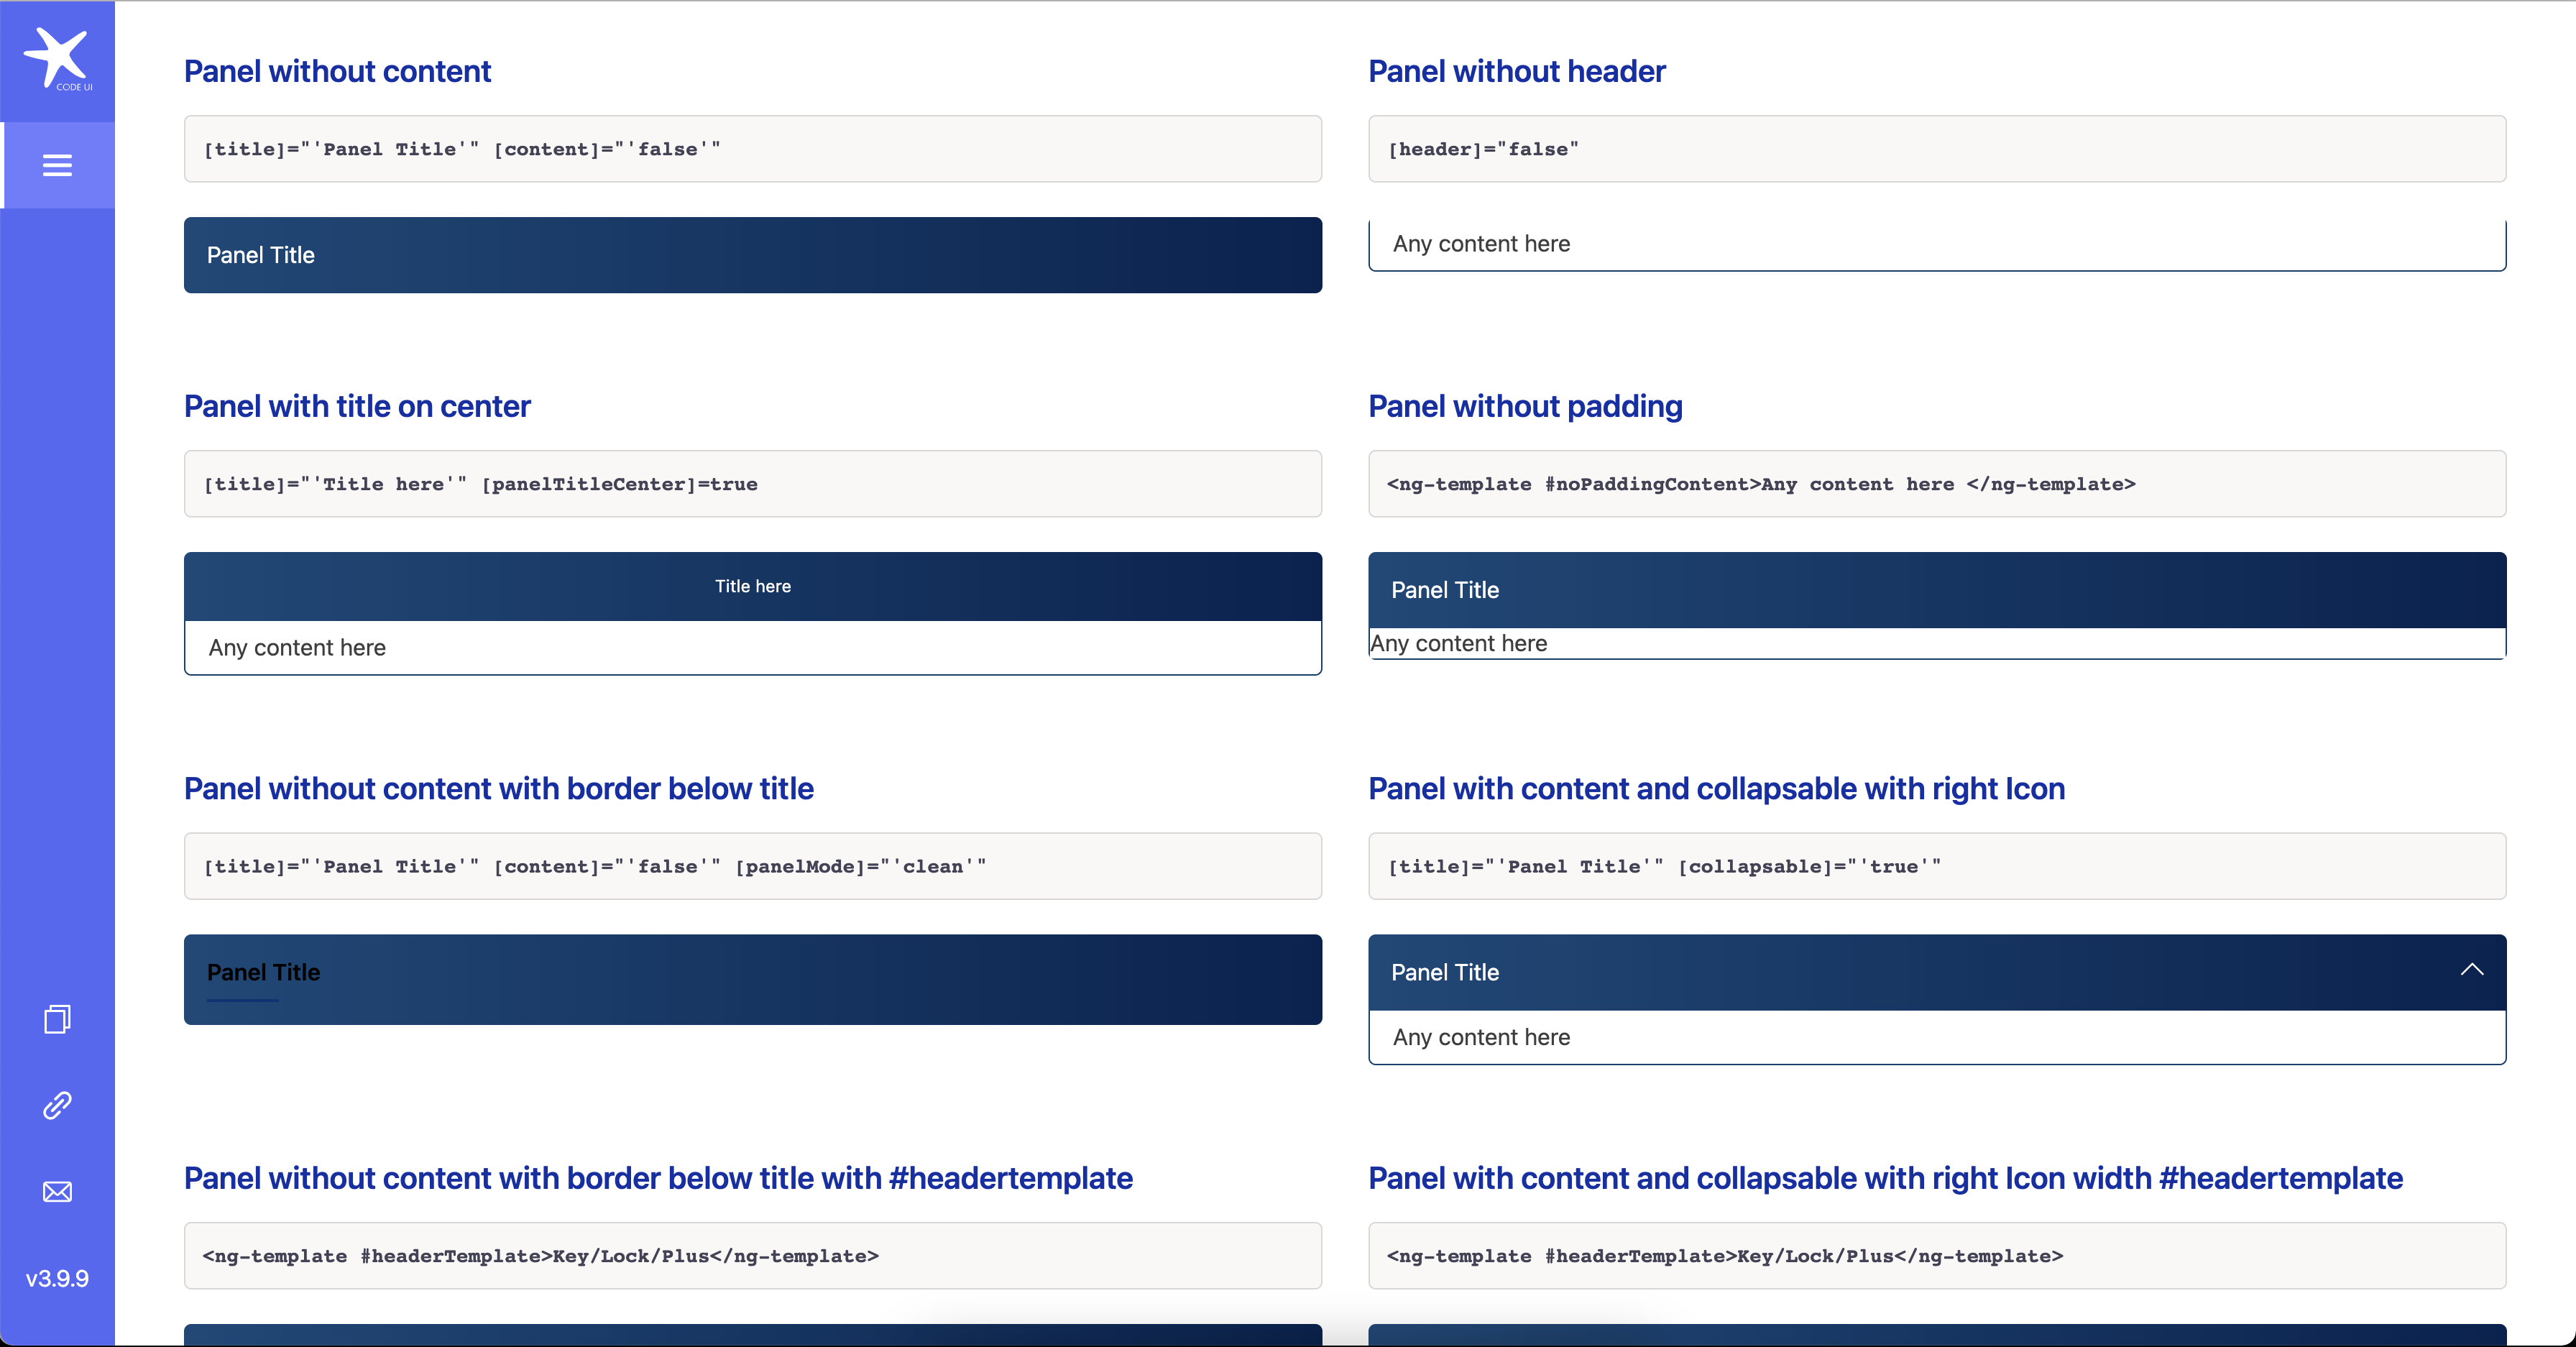 CODE UI
Panel without content
[title]="'Panel Title'" [content]="'false'"
Panel Title
Panel without header
[header]="false"
Any content here
Panel with title on center
[title]="'Title here'" [panelTitleCenter]=true
Title here
Any content here
Panel without padding
<ng-template #noPaddingContent>Any content here </ng-template>
Panel Title
Any content here
Panel without content with border below title
[title]="'Panel Title'" [content]="'false'" [panelMode]="'clean'"
Panel Title
Panel with content and collapsable with right Icon
[title]="'Panel Title'" [collapsable]="'true'"
Panel Title
Any content here
Panel without content with border below title with #headertemplate
<ng-template #headerTemplate>Key/Lock/Plus</ng-template>
Panel with content and collapsable with right Icon width #headertemplate
<ng-template #headerTemplate>Key/Lock/Plus</ng-template>
v3.9.9